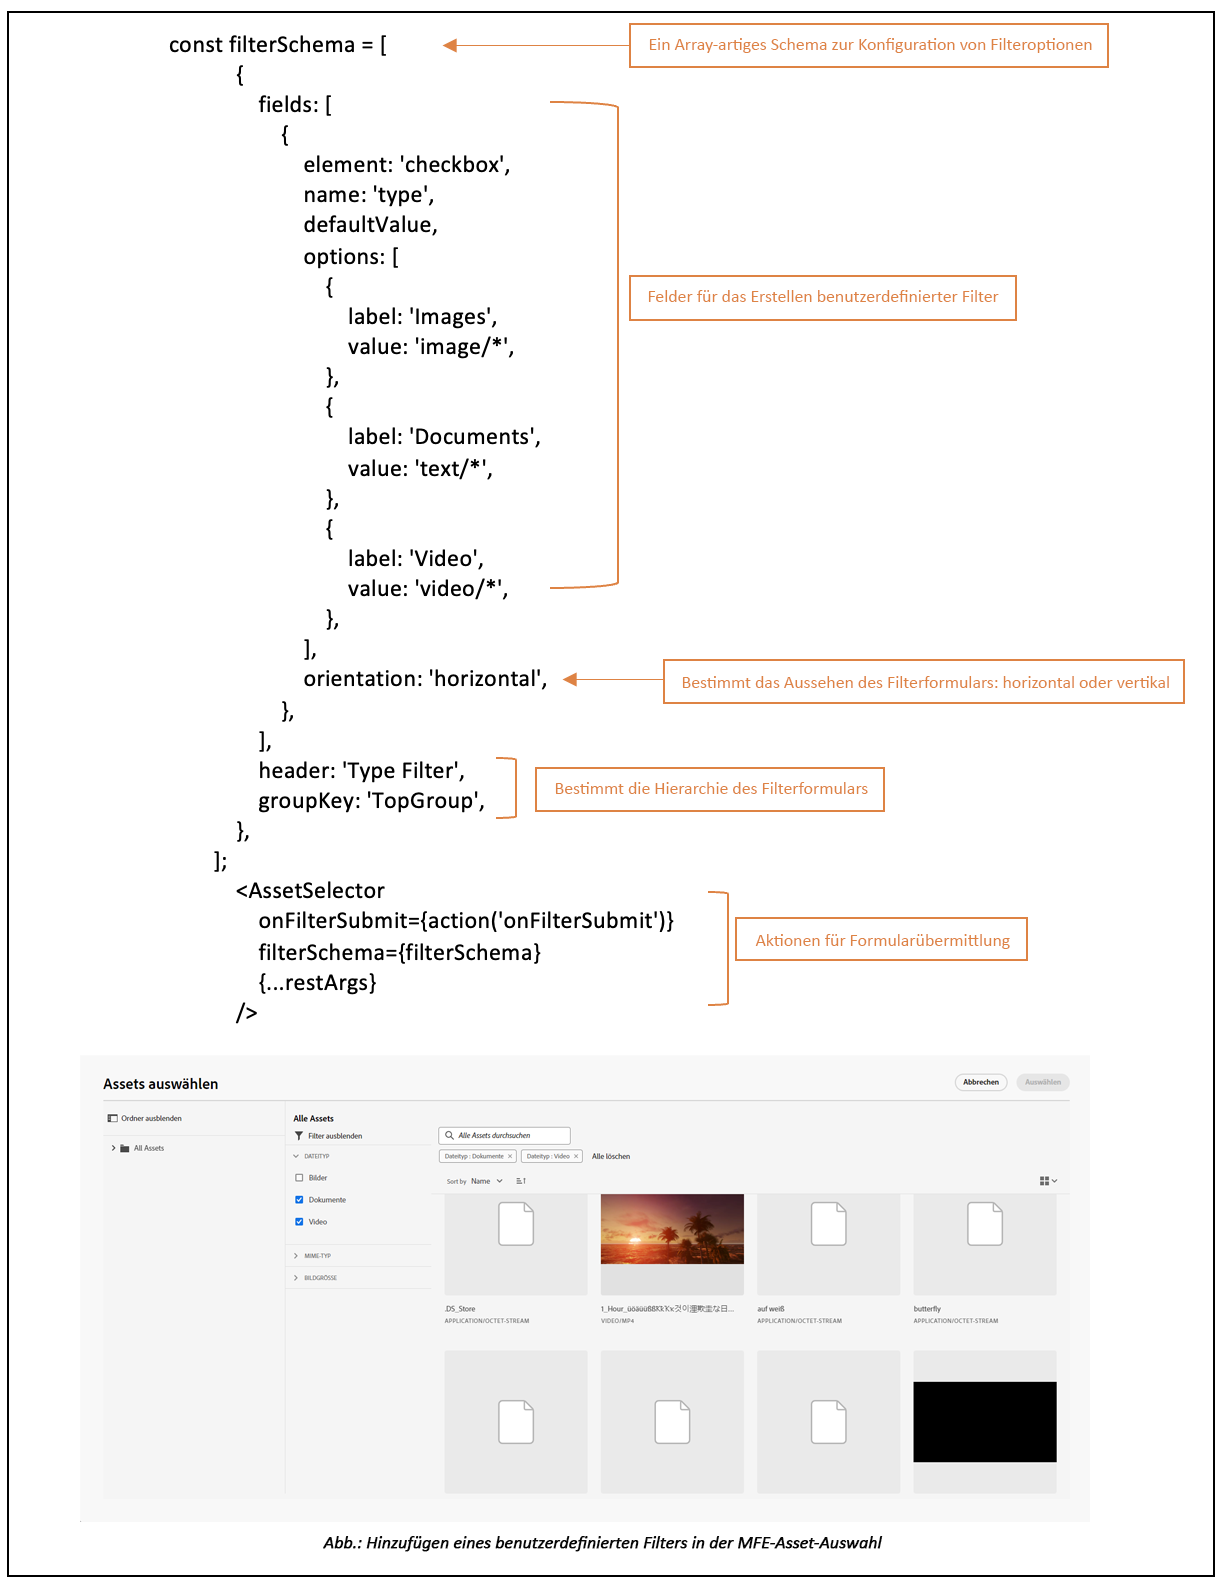 const filterSchema = [
Ein Array-artiges Schema zur Konfiguration von Filteroptionen
{
fields: [
{
element: 'checkbox',
name: 'type',
defaultValue,
options: [
{
label: 'Images',
value: 'image/*',
},
{
label: 'Documents',
value: 'text/*',
},
{
label: 'Video',
value: 'video/*',
},
],
Felder für das Erstellen benutzerdefinierter Filter
orientation: 'horizontal',
Bestimmt das Aussehen des Filterformulars: horizontal oder vertikal
},
],
header: 'Type Filter',
groupKey: 'TopGroup',
Bestimmt die Hierarchie des Filterformulars
},
];
<AssetSelector
onFilterSubmit={action('onFilterSubmit')}
filterSchema={filterSchema}
{...restArgs}
/>
Aktionen für Formularübermittlung
Assets auswählen
Abbrechen
Auswählen
Ordner ausblenden
All Assets
Alle Assets
Filter ausblenden
DATEITYP
Bilder
Dokumente
Video
MIME-TYP
BILDGRÖSSE
Alle Assets durchsuchen
Dateityp : Dokumente ×
Dateityp : Video ×
Alle löschen
Sort by Name
.DS_Store
APPLICATION/OCTET-STREAM
VIDEO/MP4
auf weiß
APPLICATION/OCTET-STREAM
butterfly
APPLICATION/OCTET-STREAM
Abb.: Hinzufügen eines benutzerdefinierten Filters in der MFE-Asset-Auswahl